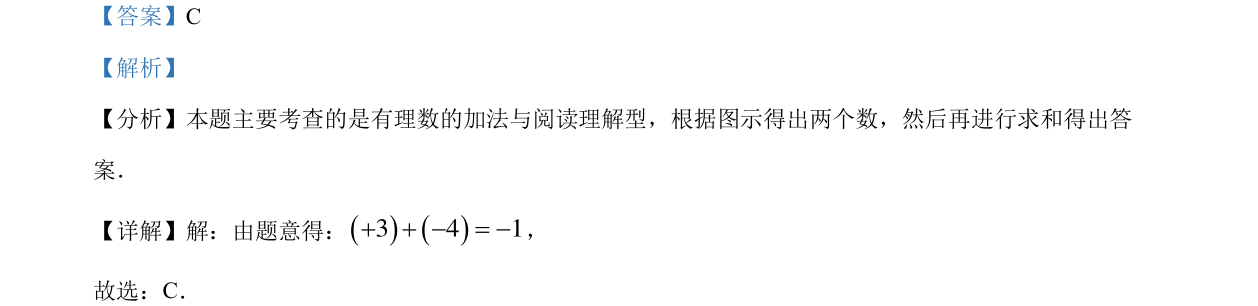 【答案】C
【解析】
【分析】本题主要考查的是有理数的加法与阅读理解型，根据图示得出两个数，然后再进行求和得出答
案．
【详解】解：由题意得：(+3)+(−4)=−1，
故选：C．